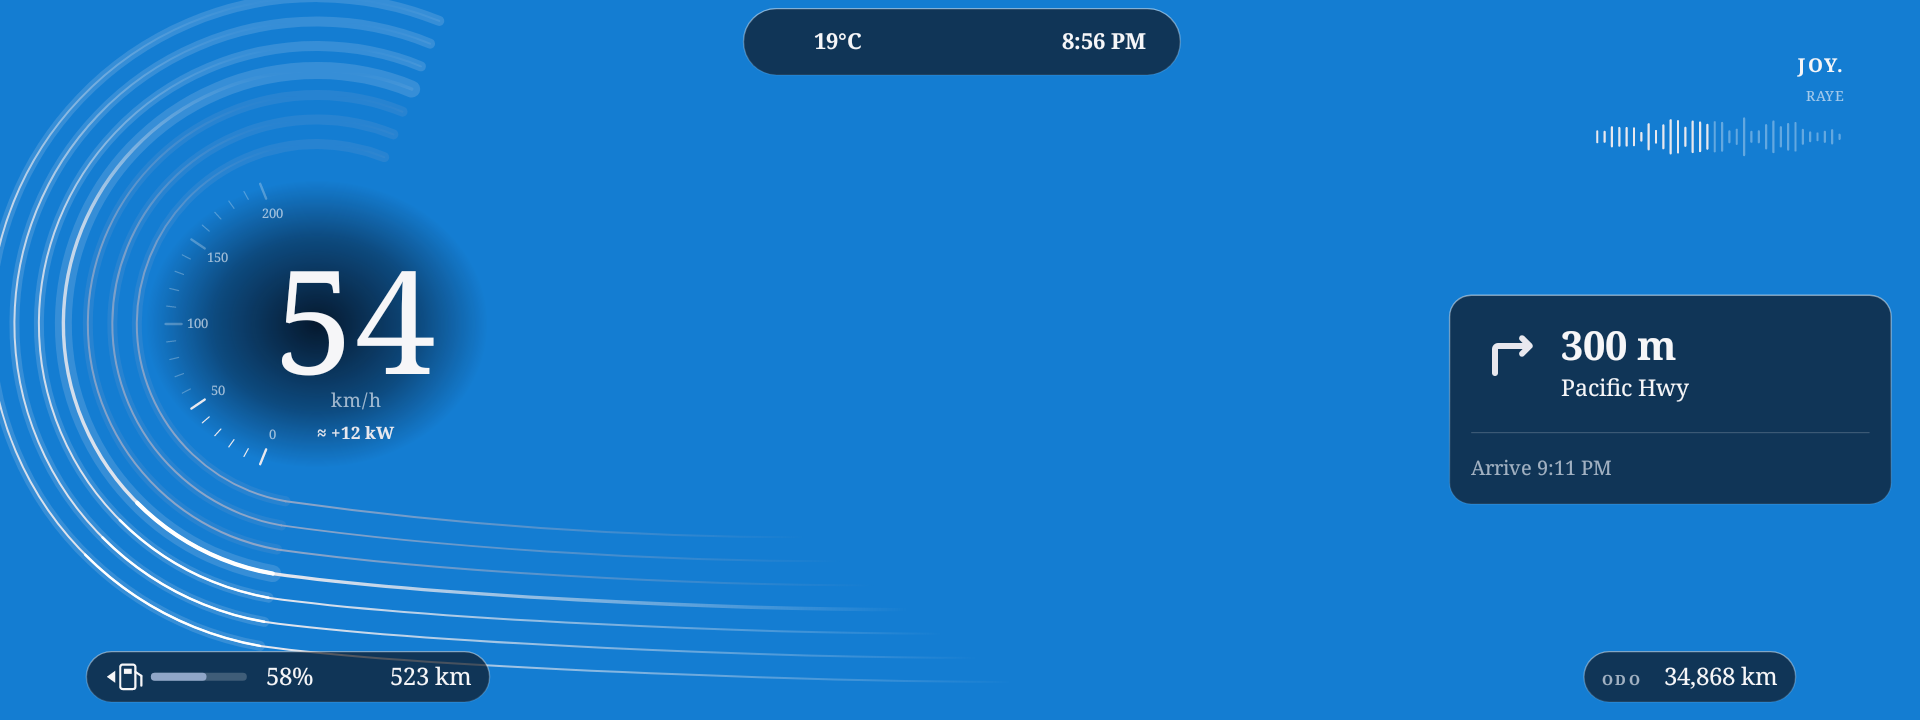 19°C 8:56 PM
JOY.
RAYE
200
150
100
50
0
54
km/h
≈ +12 kW
300 m
Pacific Hwy
Arrive 9:11 PM
58% 523 km
ODO 34,868 km